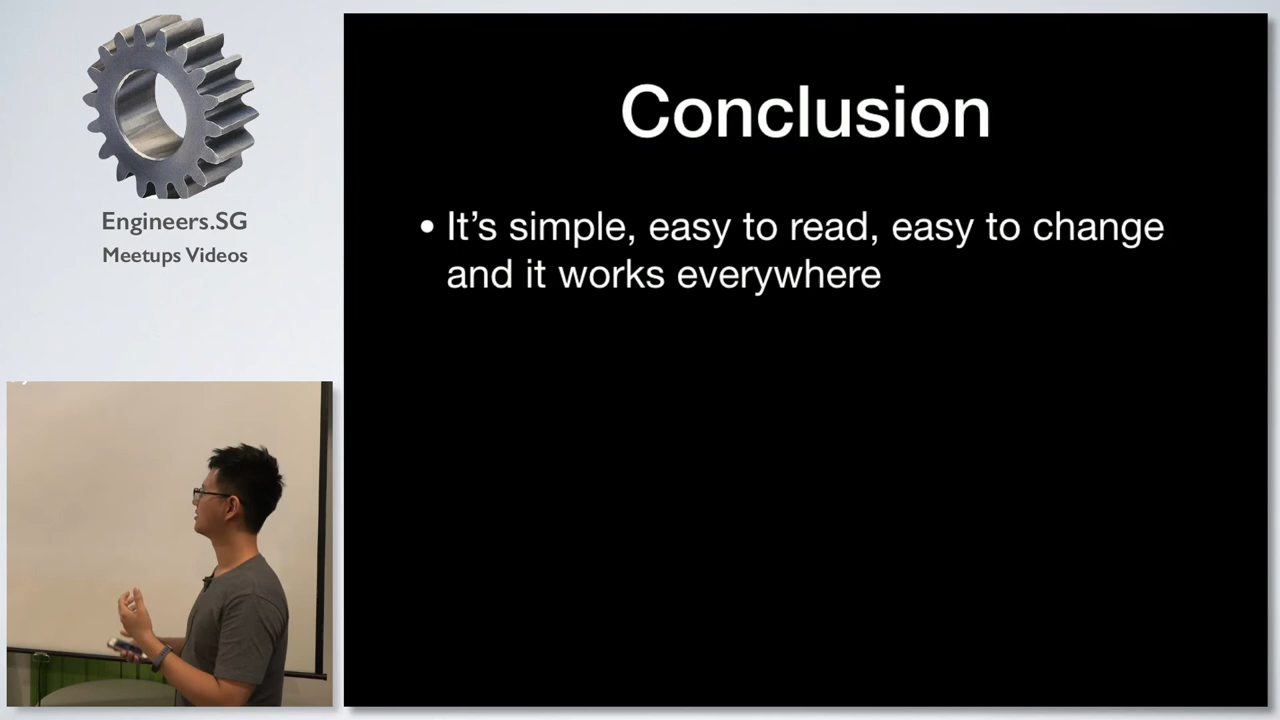 Engineers.SG
Meetups Videos
Conclusion
• It’s simple, easy to read, easy to change
and it works everywhere